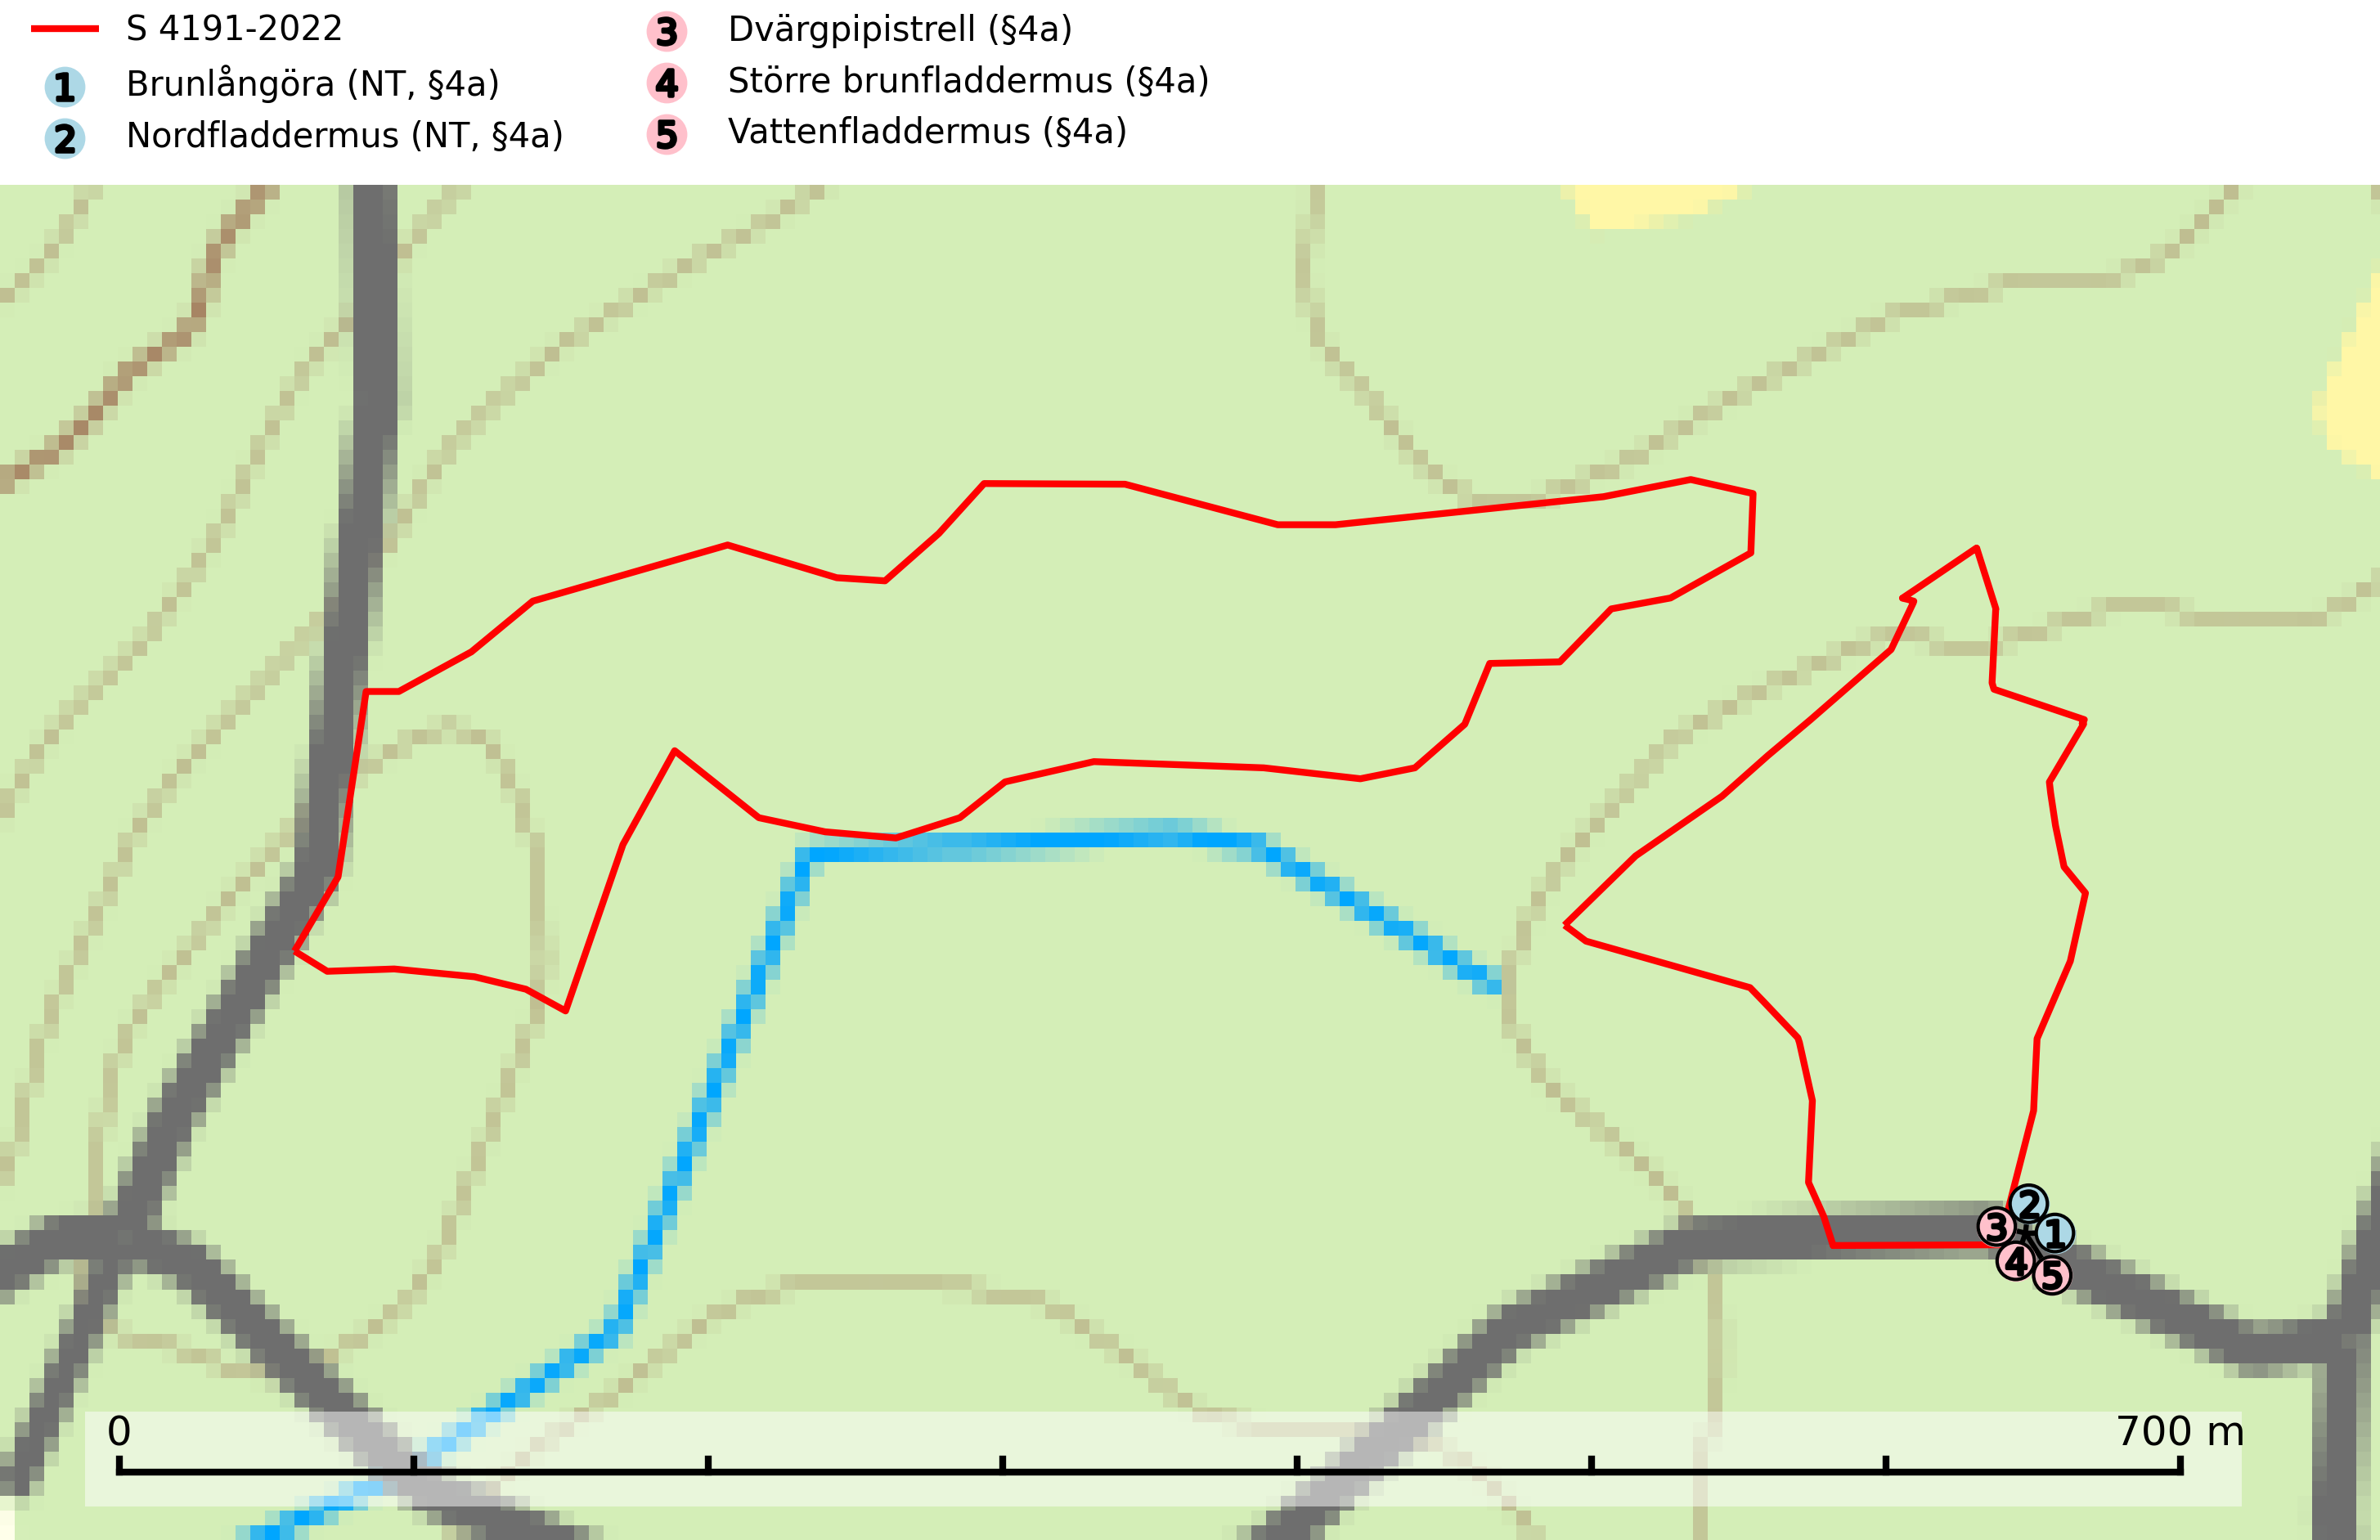 S 4191-2022
1 Brunlångöra (NT, §4a)
2 Nordfladdermus (NT, §4a)
3 Dvärgpipistrell (§4a)
4 Större brunfladdermus (§4a)
5 Vattenfladdermus (§4a)
2
3
1
4
5
0
700 m